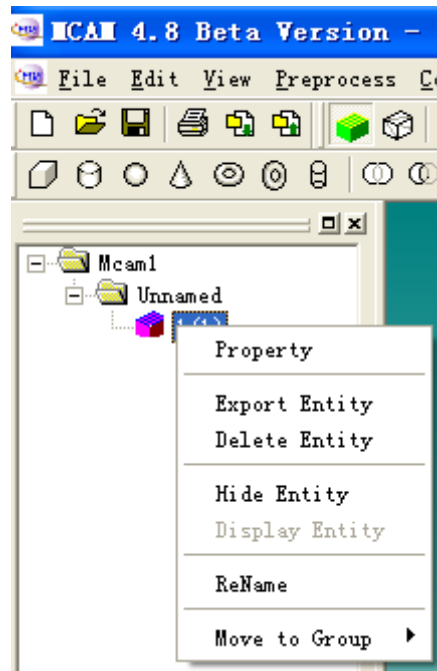 MCAM 4.8 Beta Version -
File Edit View Preprocess
Mcam1
Unnamed
Property
Export Entity
Delete Entity
Hide Entity
Display Entity
ReName
Move to Group